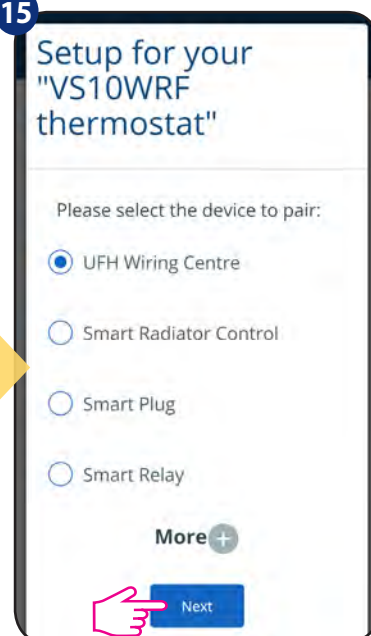 15
Setup for your
"VS10WRF
thermostat"
Please select the device to pair:
UFH Wiring Centre
Smart Radiator Control
Smart Plug
Smart Relay
More +
Next